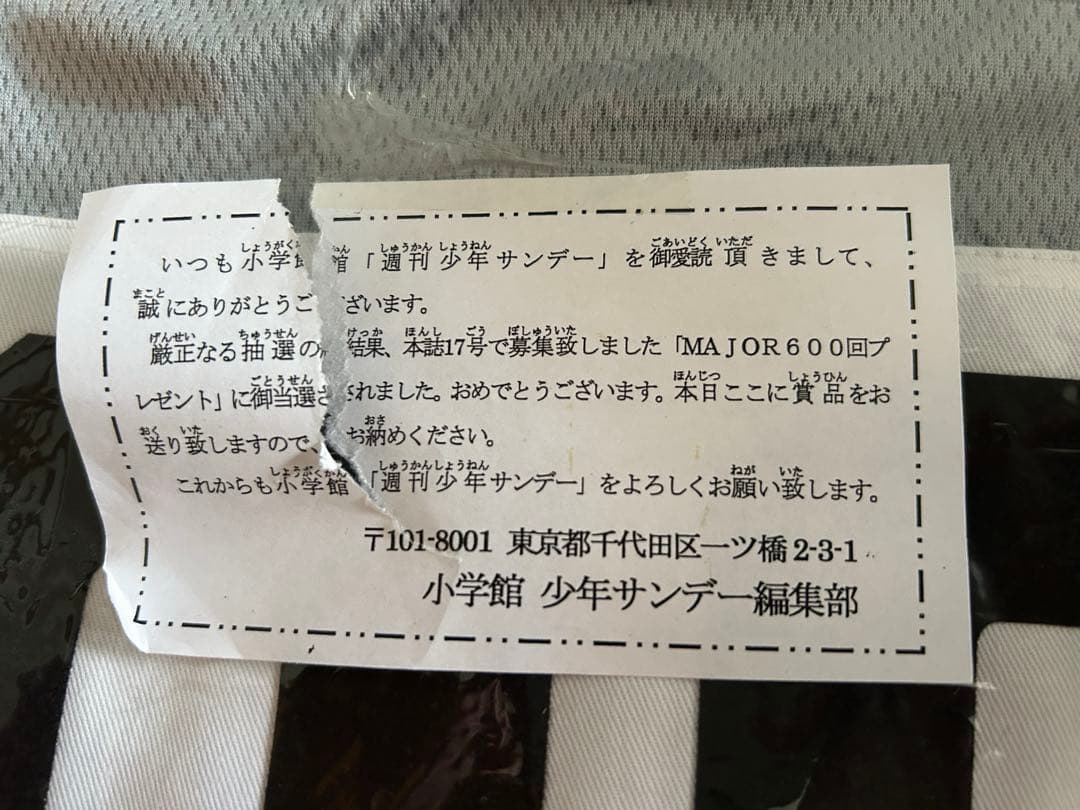 いつも小学館「週刊少年サンデー」を御愛読頂きまして、
誠にありがとうございます。
厳正なる抽選の結果、本誌17号で募集致しました「MAJOR600回プ
レゼント」に御当選されました。おめでとうございます。本日ここに賞品をお
送り致しますので、お納めください。
これからも小学館「週刊少年サンデー」をよろしくお願い致します。
〒101-8001 東京都千代田区一ツ橋2-3-1
小学館 少年サンデー編集部